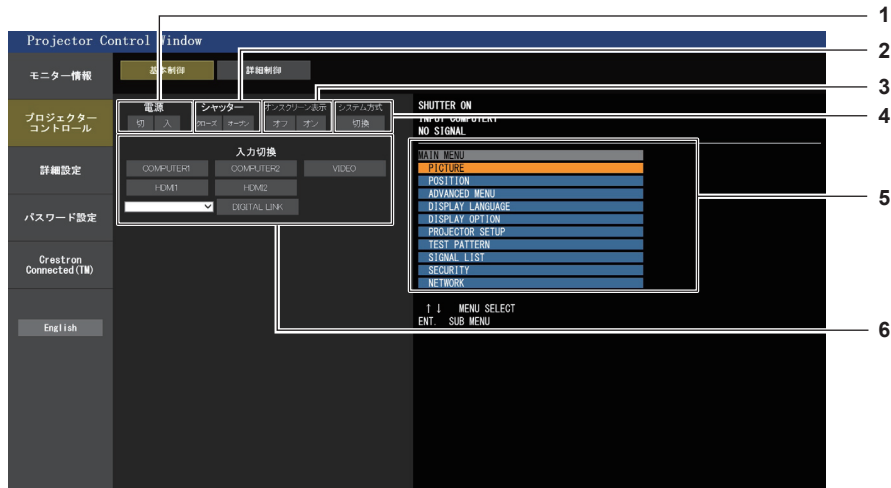 Projector Control Window
1
2
3
4
5
6
モニター情報
プロジェクター
コントロール
詳細設定
パスワード設定
Crestron
Connected(TM)
English
基本制御
詳細制御
電源
切
入
シャッター
クローズ
オープン
オンスクリーン表示
オフ
オン
システム方式
切換
入力切換
COMPUTER1
COMPUTER2
VIDEO
HDMI1
HDMI2
DIGITAL LINK
SHUTTER ON
INPUT COMPUTER1
NO SIGNAL
MAIN MENU
PICTURE
POSITION
ADVANCED MENU
DISPLAY LANGUAGE
DISPLAY OPTION
PROJECTOR SETUP
TEST PATTERN
SIGNAL LIST
SECURITY
NETWORK
↑↓ MENU SELECT
ENT. SUB MENU